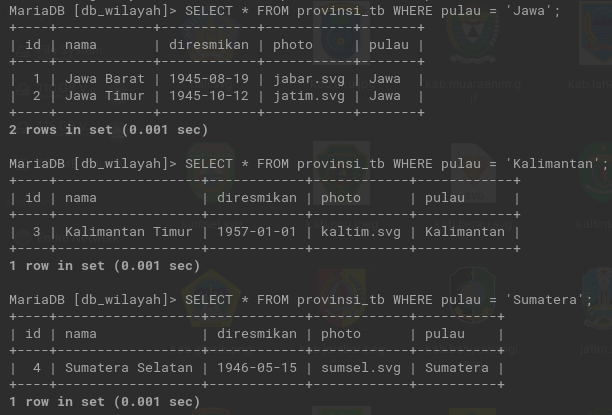 MariaDB [db_wilayah]> SELECT * FROM provinsi_tb WHERE pulau = 'Jawa';
+----+------------+------------+-----------+-------+
| id | nama       | diresmikan | photo     | pulau |
+----+------------+------------+-----------+-------+
|  1 | Jawa Barat | 1945-08-19 | jabar.svg | Jawa  |
|  2 | Jawa Timur | 1945-10-12 | jatim.svg | Jawa  |
+----+------------+------------+-----------+-------+
2 rows in set (0.001 sec)
MariaDB [db_wilayah]> SELECT * FROM provinsi_tb WHERE pulau = 'Kalimantan';
+----+------------------+------------+------------+------------+
| id | nama             | diresmikan | photo      | pulau      |
+----+------------------+------------+------------+------------+
|  3 | Kalimantan Timur | 1957-01-01 | kaltim.svg | Kalimantan |
+----+------------------+------------+------------+------------+
1 row in set (0.001 sec)
MariaDB [db_wilayah]> SELECT * FROM provinsi_tb WHERE pulau = 'Sumatera';
+----+------------------+------------+------------+----------+
| id | nama             | diresmikan | photo      | pulau    |
+----+------------------+------------+------------+----------+
|  4 | Sumatera Selatan | 1946-05-15 | sumsel.svg | Sumatera |
+----+------------------+------------+------------+----------+
1 row in set (0.001 sec)